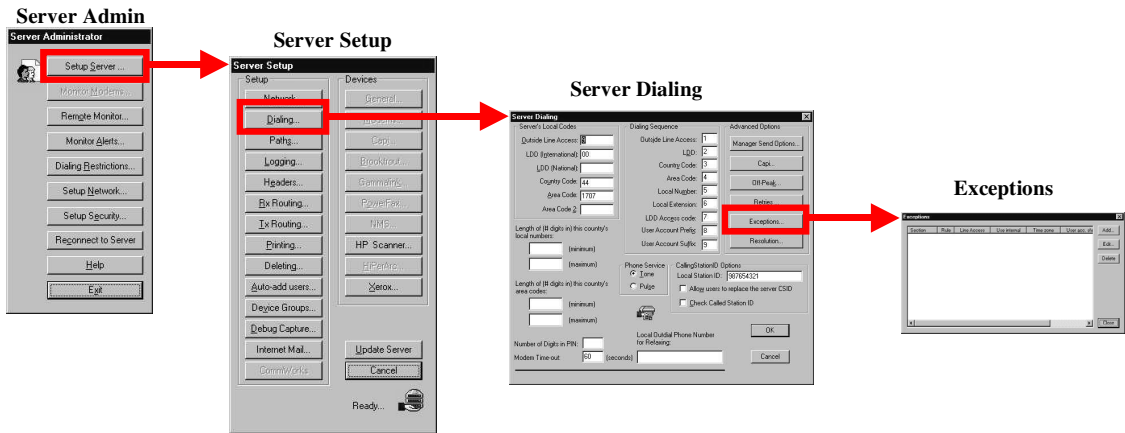 Server Admin
Server Administrator
Setup Server ...
Monitor Modems...
Remote Monitor...
Monitor Alerts...
Dialing Restrictions...
Setup Network...
Setup Security...
Reconnect to Server
Help
Exit
Server Setup
Server Setup
Setup
Network...
Dialing...
Paths...
Logging...
Headers...
Rx Routing...
Tx Routing...
Printing...
Deleting...
Auto-add users...
Device Groups...
Debug Capture...
Internet Mail...
CommWorks
Devices
General...
Modems...
Capi...
Brooktrout...
Gammalink...
PowerFax...
NMS...
HP Scanner...
HiPerArc...
Xerox...
Update Server
Cancel
Ready...
Server Dialing
Server Dialing
Server's Local Codes
Outside Line Access: 9
LDD (International): 00
LDD (National):
Country Code: 44
Area Code: 1707
Area Code 2:
Length of (# digits in) this country's
local numbers:
(minimum)
(maximum)
Length of (# digits in) this country's
area codes:
(minimum)
(maximum)
Number of Digits in PIN:
Modem Time-out: 60 (seconds)
Dialing Sequence
Outside Line Access: 1
LDD: 2
Country Code: 3
Area Code: 4
Local Number: 5
Local Extension: 6
LDD Access code: 7
User Account Prefix: 8
User Account Suffix: 9
Advanced Options
Manager Send Options...
Capi...
Off-Peak...
Retries...
Exceptions...
Resolution...
Phone Service
Tone
Pulse
CallingStationID Options
Local Station ID: 987654321
Allow users to replace the server CSID
Check Called Station ID
Local Outdial Phone Number
for Relaxing:
OK
Cancel
Exceptions
Exceptions
Section Rule Line Access Use internal Time zone User acc.
Add...
Edit...
Delete
Close